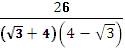 26
(√3 + 4)(4 − √3)